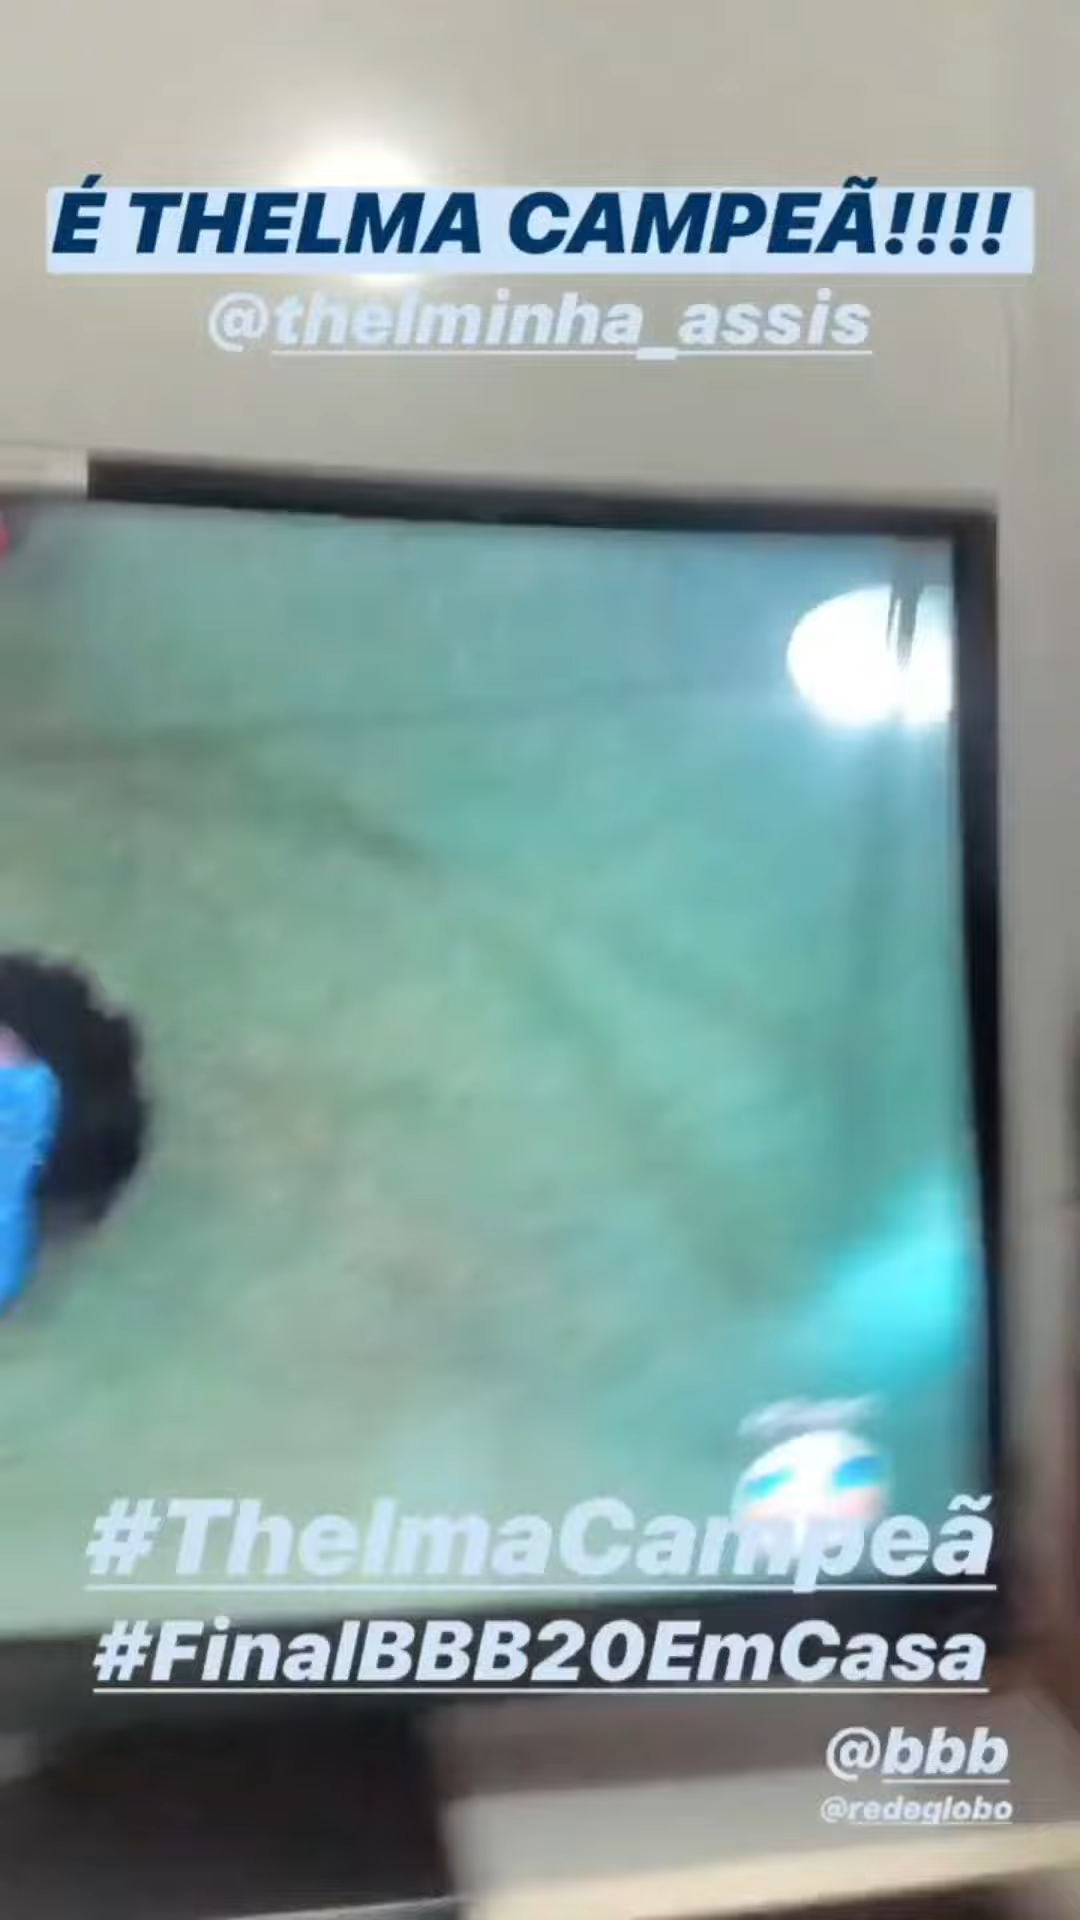 É THELMA CAMPEÃ!!!!
@thelminha_assis
#ThelmaCampeã
#FinalBBB20EmCasa
@bbb
@redeglobo